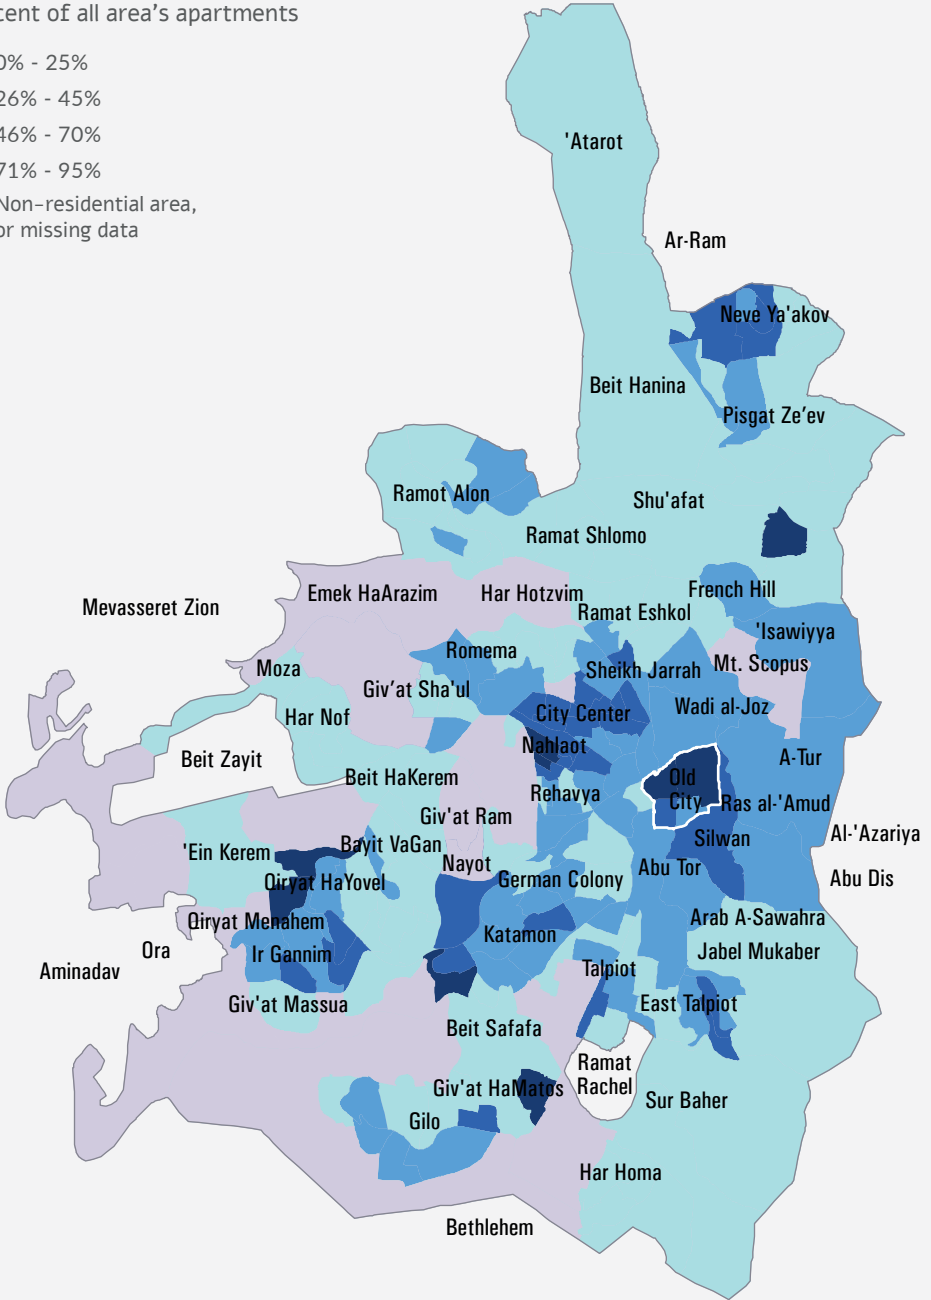 cent of all area's apartments
0% - 25%
26% - 45%
46% - 70%
71% - 95%
Non-residential area,
or missing data
'Atarot
Ar-Ram
Neve Ya'akov
Beit Hanina
Pisgat Ze'ev
Ramot Alon
Shu'afat
Ramat Shlomo
French Hill
Emek HaArazim
Har Hotzvim
Mevasseret Zion
Ramat Eshkol
'Isawiyya
Romema
Mt. Scopus
Moza
Sheikh Jarrah
Giv'at Sha'ul
Wadi al-Joz
Har Nof
City Center
Nahlaot
A-Tur
Beit Zayit
Beit HaKerem
Old
City
Rehavya
Ras al-'Amud
Giv'at Ram
Al-'Azariya
Silwan
Bayit VaGan
'Ein Kerem
Nayot
Abu Tor
Abu Dis
Qiryat HaYovel
German Colony
Arab A-Sawahra
Qiryat Menahem
Katamon
Ora
Ir Gannim
Jabel Mukaber
Aminadav
Talpiot
Giv'at Massua
East Talpiot
Beit Safafa
Ramat
Rachel
Giv'at HaMatos
Sur Baher
Gilo
Har Homa
Bethlehem